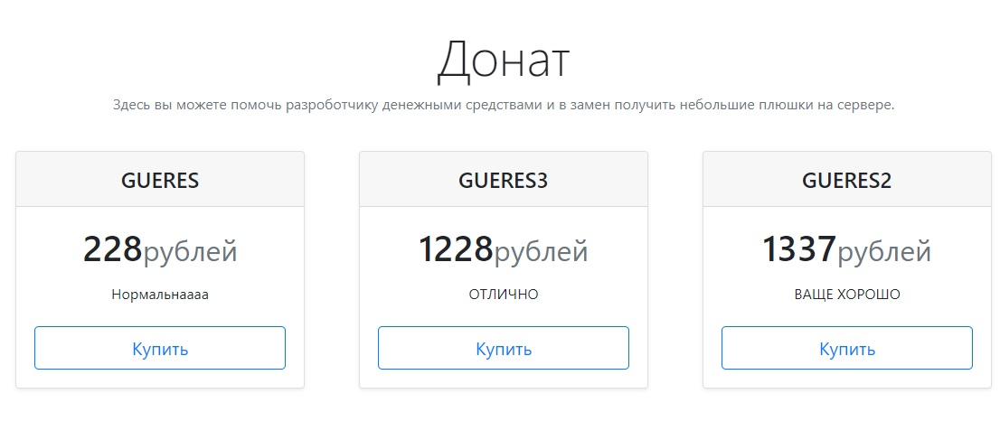 Донат
Здесь вы можете помочь разроботчику денежными средствами и в замен получить небольшие плюшки на сервере.
GUERES
228рублей
Нормальнаааа
Купить
GUERES3
1228рублей
ОТЛИЧНО
Купить
GUERES2
1337рублей
ВАЩЕ ХОРОШО
Купить